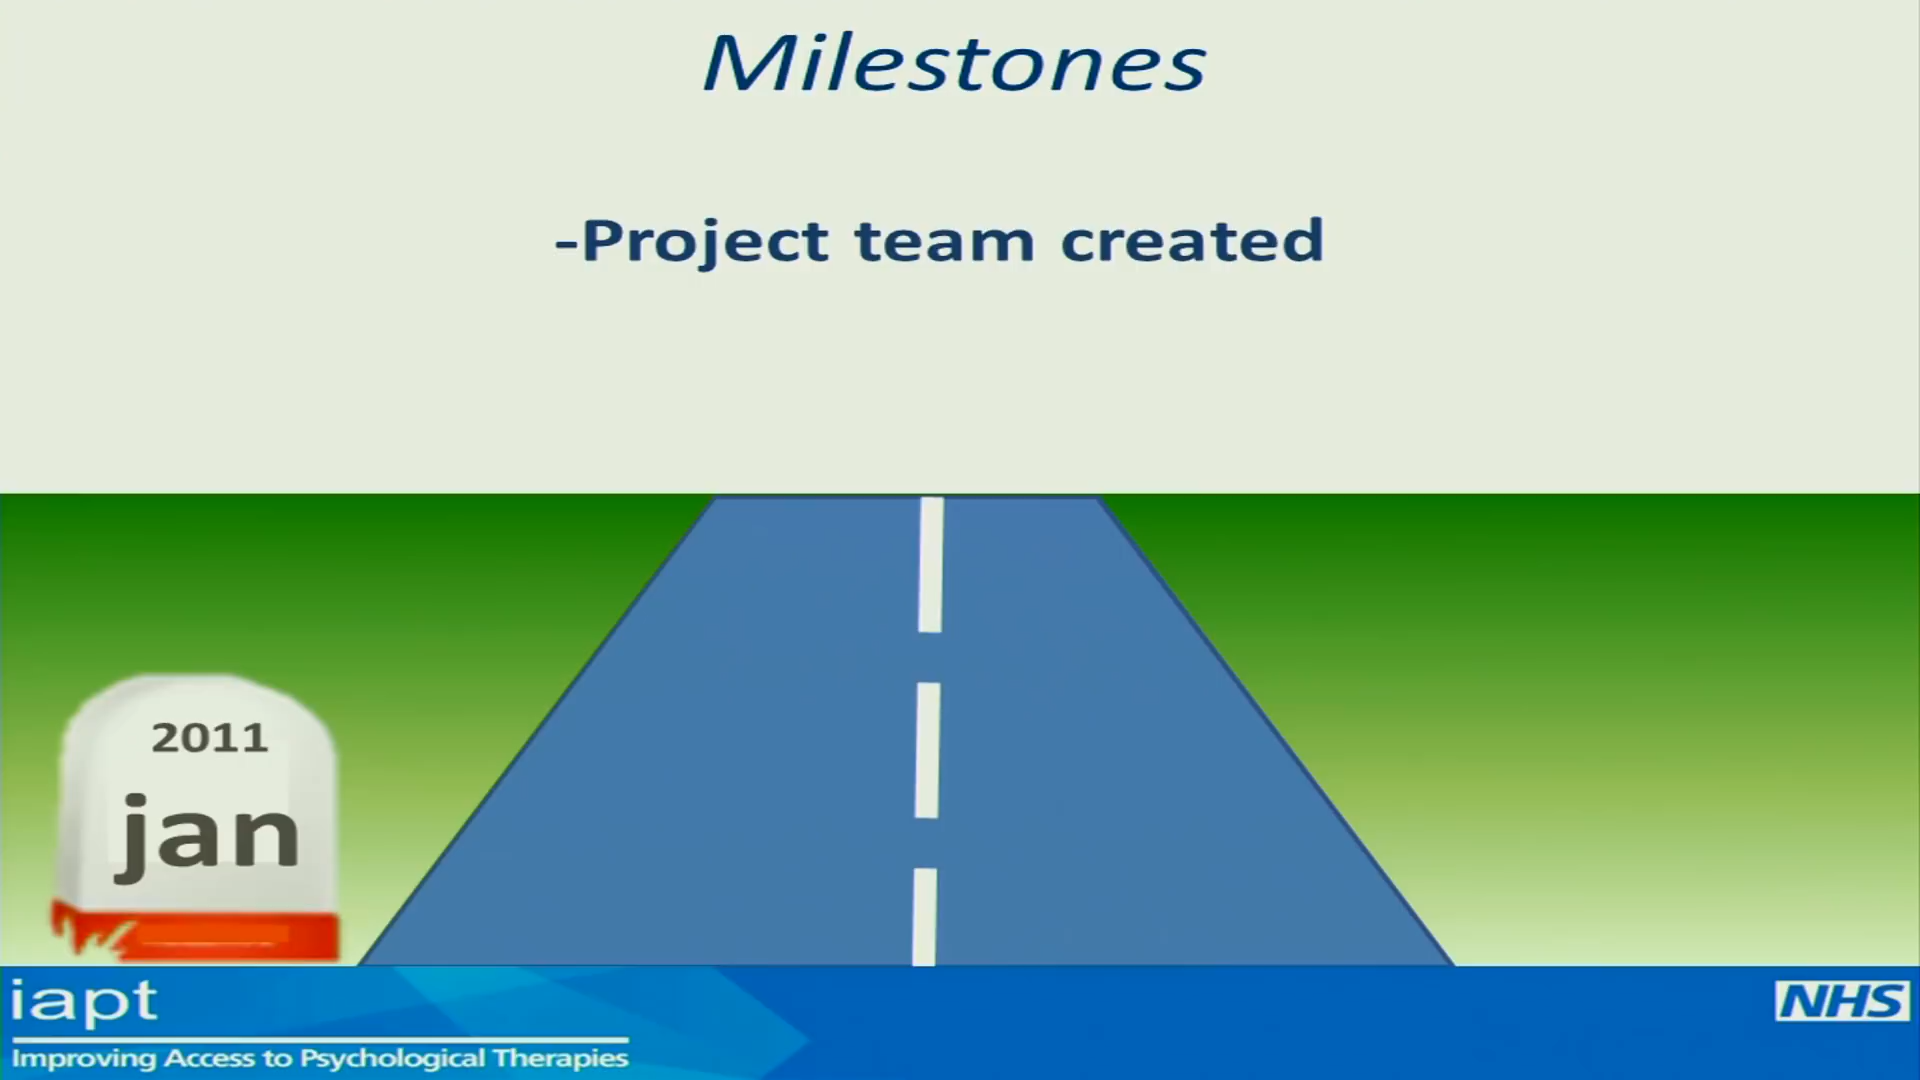 Milestones
-Project team created
2011
jan
iapt
Improving Access to Psychological Therapies
NHS